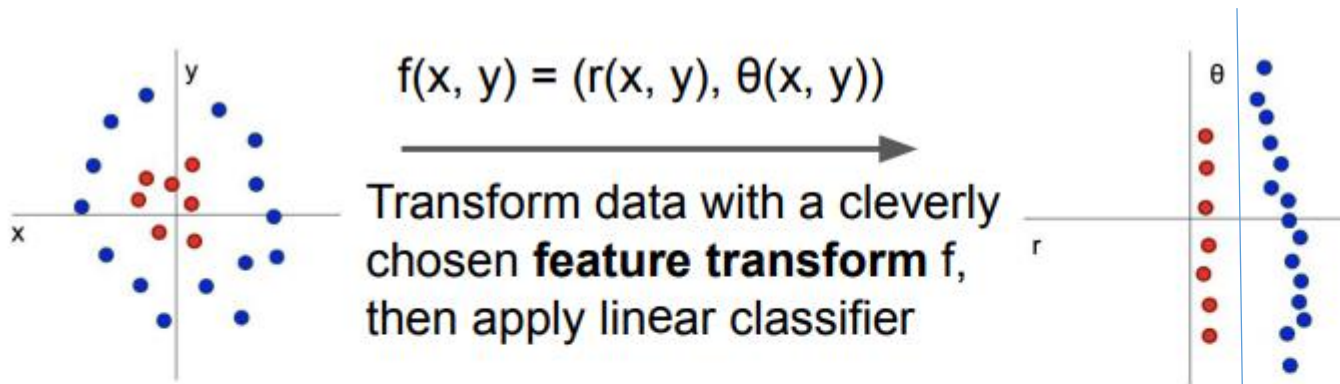 y
x
f(x, y) = (r(x, y), θ(x, y))
Transform data with a cleverly
chosen feature transform f,
then apply linear classifier
θ
r